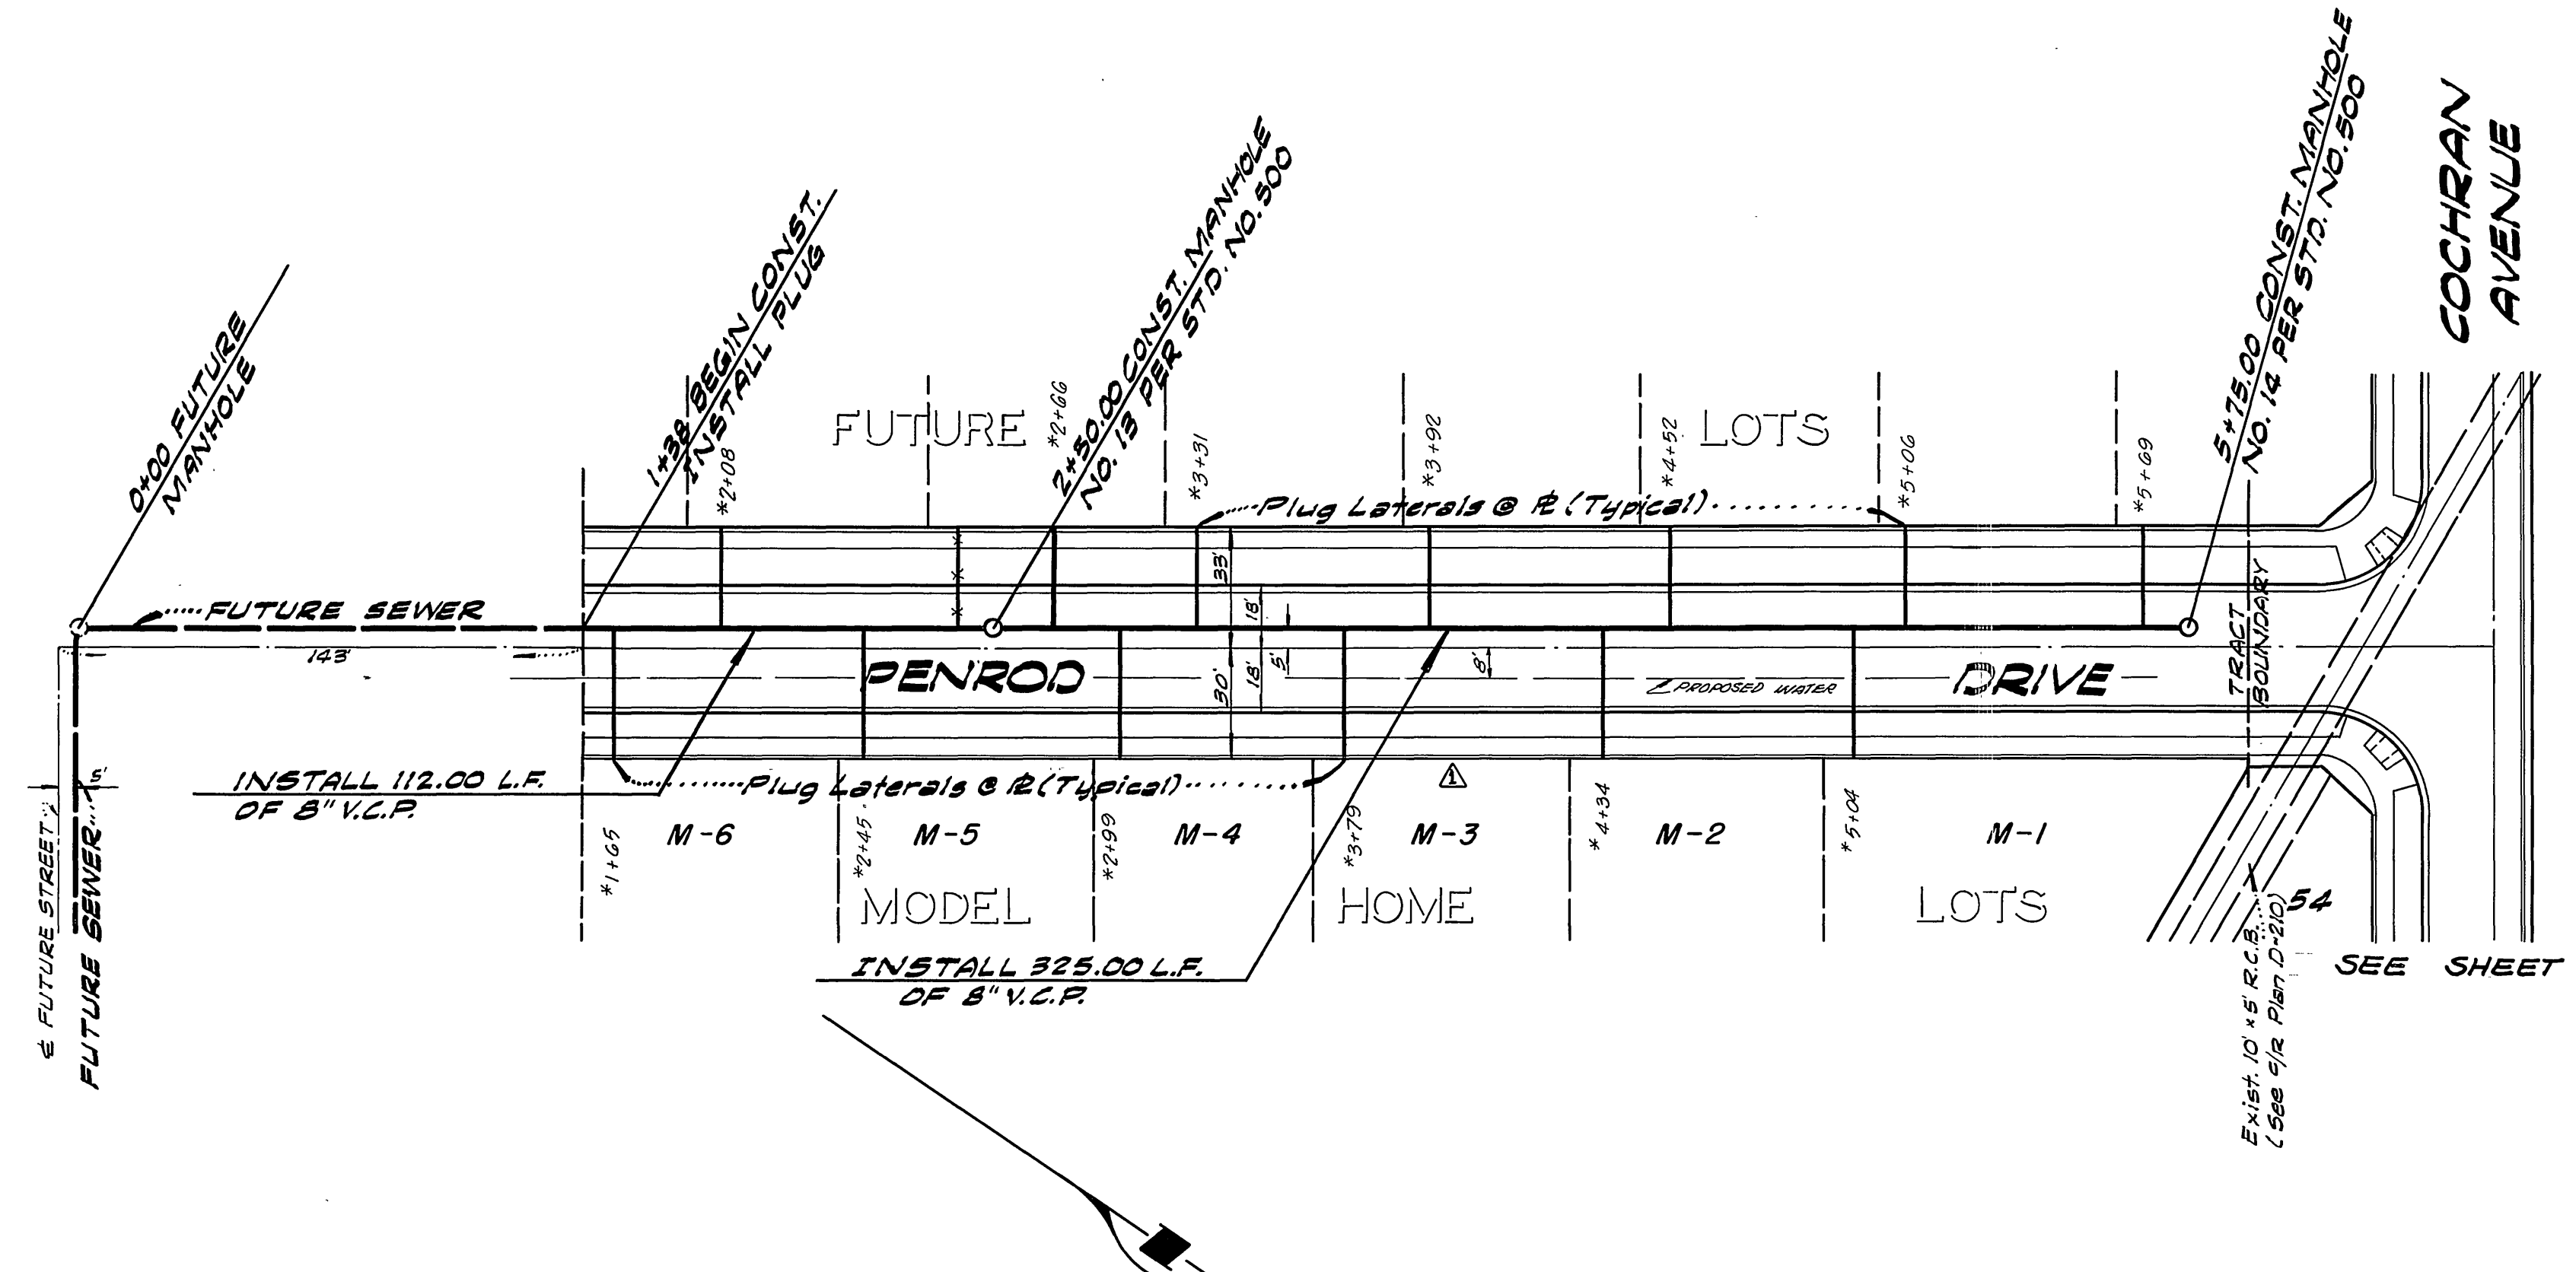 0+00 FUTURE
MANHOLE
1+38 BEGIN CONST.
INSTALL PLUG
2+50.00 CONST. MANHOLE
NO. 13 PER STD. NO. 500
5+75.00 CONST. MANHOLE
NO. 14 PER STD. NO. 500
COCHRAN
AVENUE
FUTURE LOTS
*2+08
*2+66
*3+31
*3+92
*4+52
*5+06
*5+69
Plug Laterals @ ⅊ (Typical)
FUTURE SEWER
143'
33'
18'
5'
30'
18'
8'
PENROD DRIVE
PROPOSED WATER
TRACT
BOUNDARY
INSTALL 112.00 L.F.
OF 8" V.C.P.
Plug Laterals @ ⅊ (Typical)
1
5'
℄ FUTURE STREET
FUTURE SEWER
*1+65
M-6
*2+45
M-5
*2+99
M-4
*3+79
M-3
*4+34
M-2
*5+04
M-1
MODEL HOME LOTS
54
INSTALL 325.00 L.F.
OF 8" V.C.P.
SEE SHEET
Exist. 10' x 5' R.C.B.
(See c/R Plan D-210)